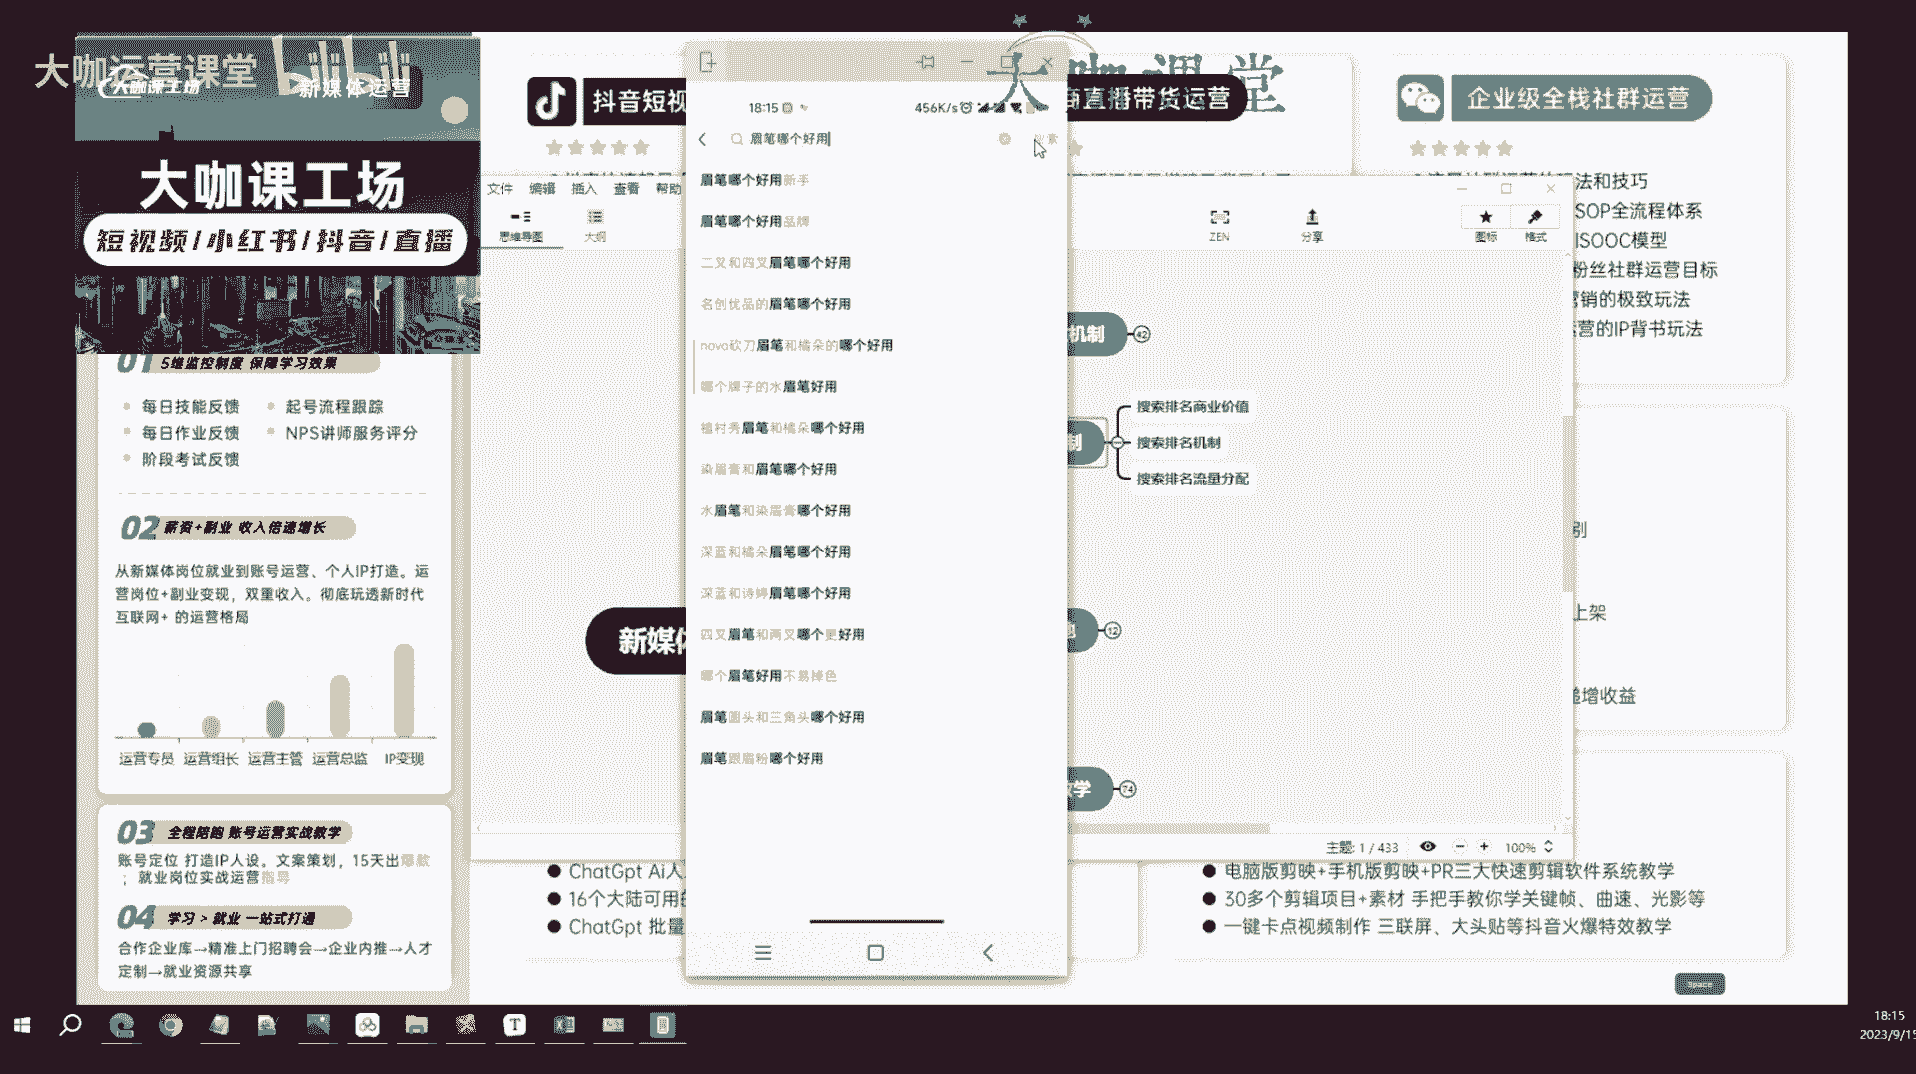 大咖运营课堂
bilibili
大咖课堂
大咖课工场
新媒体运营
大咖课工场
短视频/小红书/抖音/直播
01 5维监控制度 保障学习效果
每日技能反馈
起号流程跟踪
每日作业反馈
NPS讲师服务评分
阶段考试反馈
02 薪资+副业 收入倍速增长
从新媒体岗位就业到账号运营、个人IP打造。运
营岗位+副业变现，双重收入。彻底玩透新时代
互联网+ 的运营格局
运营专员 运营组长 运营主管 运营总监 IP变现
03 全程陪跑 账号运营实战教学
账号定位 打造IP人设。文案策划，15天出爆款
；就业岗位实战运营指导
04 学习 > 就业 一站式打通
合作企业库→精准上门招聘会→企业内推→人才
定制→就业资源共享
抖音短视
商直播带货运营
企业级全栈社群运营
法和技巧
SOP全流程体系
ISOOC模型
粉丝社群运营目标
营销的极致玩法
运营的IP背书玩法
别
上架
递增收益
文件 编辑 插入 查看 帮助
思维导图
大纲
ZEN
分享
图标
格式
机制
42
制
搜索排名商业价值
搜索排名机制
搜索排名流量分配
新媒体
12
教学
74
主题: 1 / 433
100%
18:15
456K/s
眉笔哪个好用
搜索
眉笔哪个好用新手
眉笔哪个好用品牌
二叉和四叉眉笔哪个好用
名创优品的眉笔哪个好用
novo砍刀眉笔和橘朵的哪个好用
哪个牌子的水眉笔好用
植村秀眉笔和橘朵哪个好用
染眉膏和眉笔哪个好用
水眉笔和染眉膏哪个好用
深蓝和橘朵眉笔哪个好用
深蓝和诗婷眉笔哪个好用
四叉眉笔和两叉哪个更好用
哪个眉笔好用不易掉色
眉笔圆头和三角头哪个好用
眉笔跟眉粉哪个好用
ChatGpt Ai人
16个大陆可用的
ChatGpt 批量
电脑版剪映+手机版剪映+PR三大快速剪辑软件系统教学
30多个剪辑项目+素材 手把手教你学关键帧、曲速、光影等
一键卡点视频制作 三联屏、大头贴等抖音火爆特效教学
Space
18:15
2023/9/15